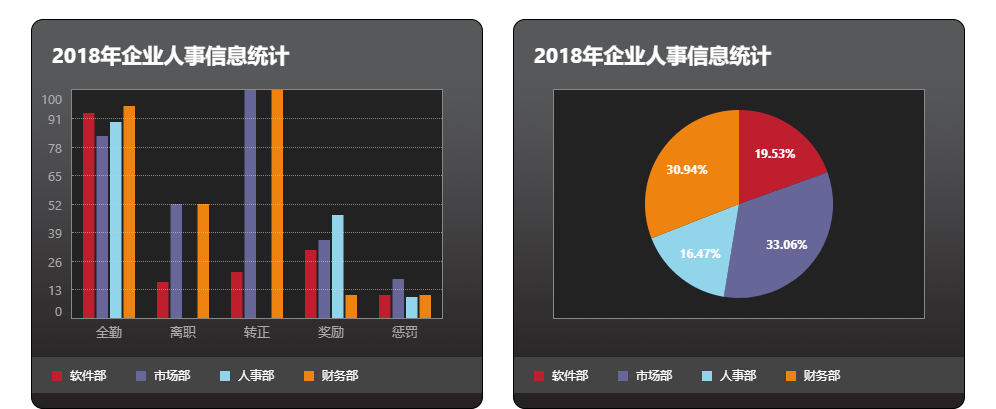 2018年企业人事信息统计
100
91
78
65
52
39
26
13
0
全勤 离职 转正 奖励 惩罚
软件部 市场部 人事部 财务部
2018年企业人事信息统计
19.53%
30.94%
33.06%
16.47%
软件部 市场部 人事部 财务部